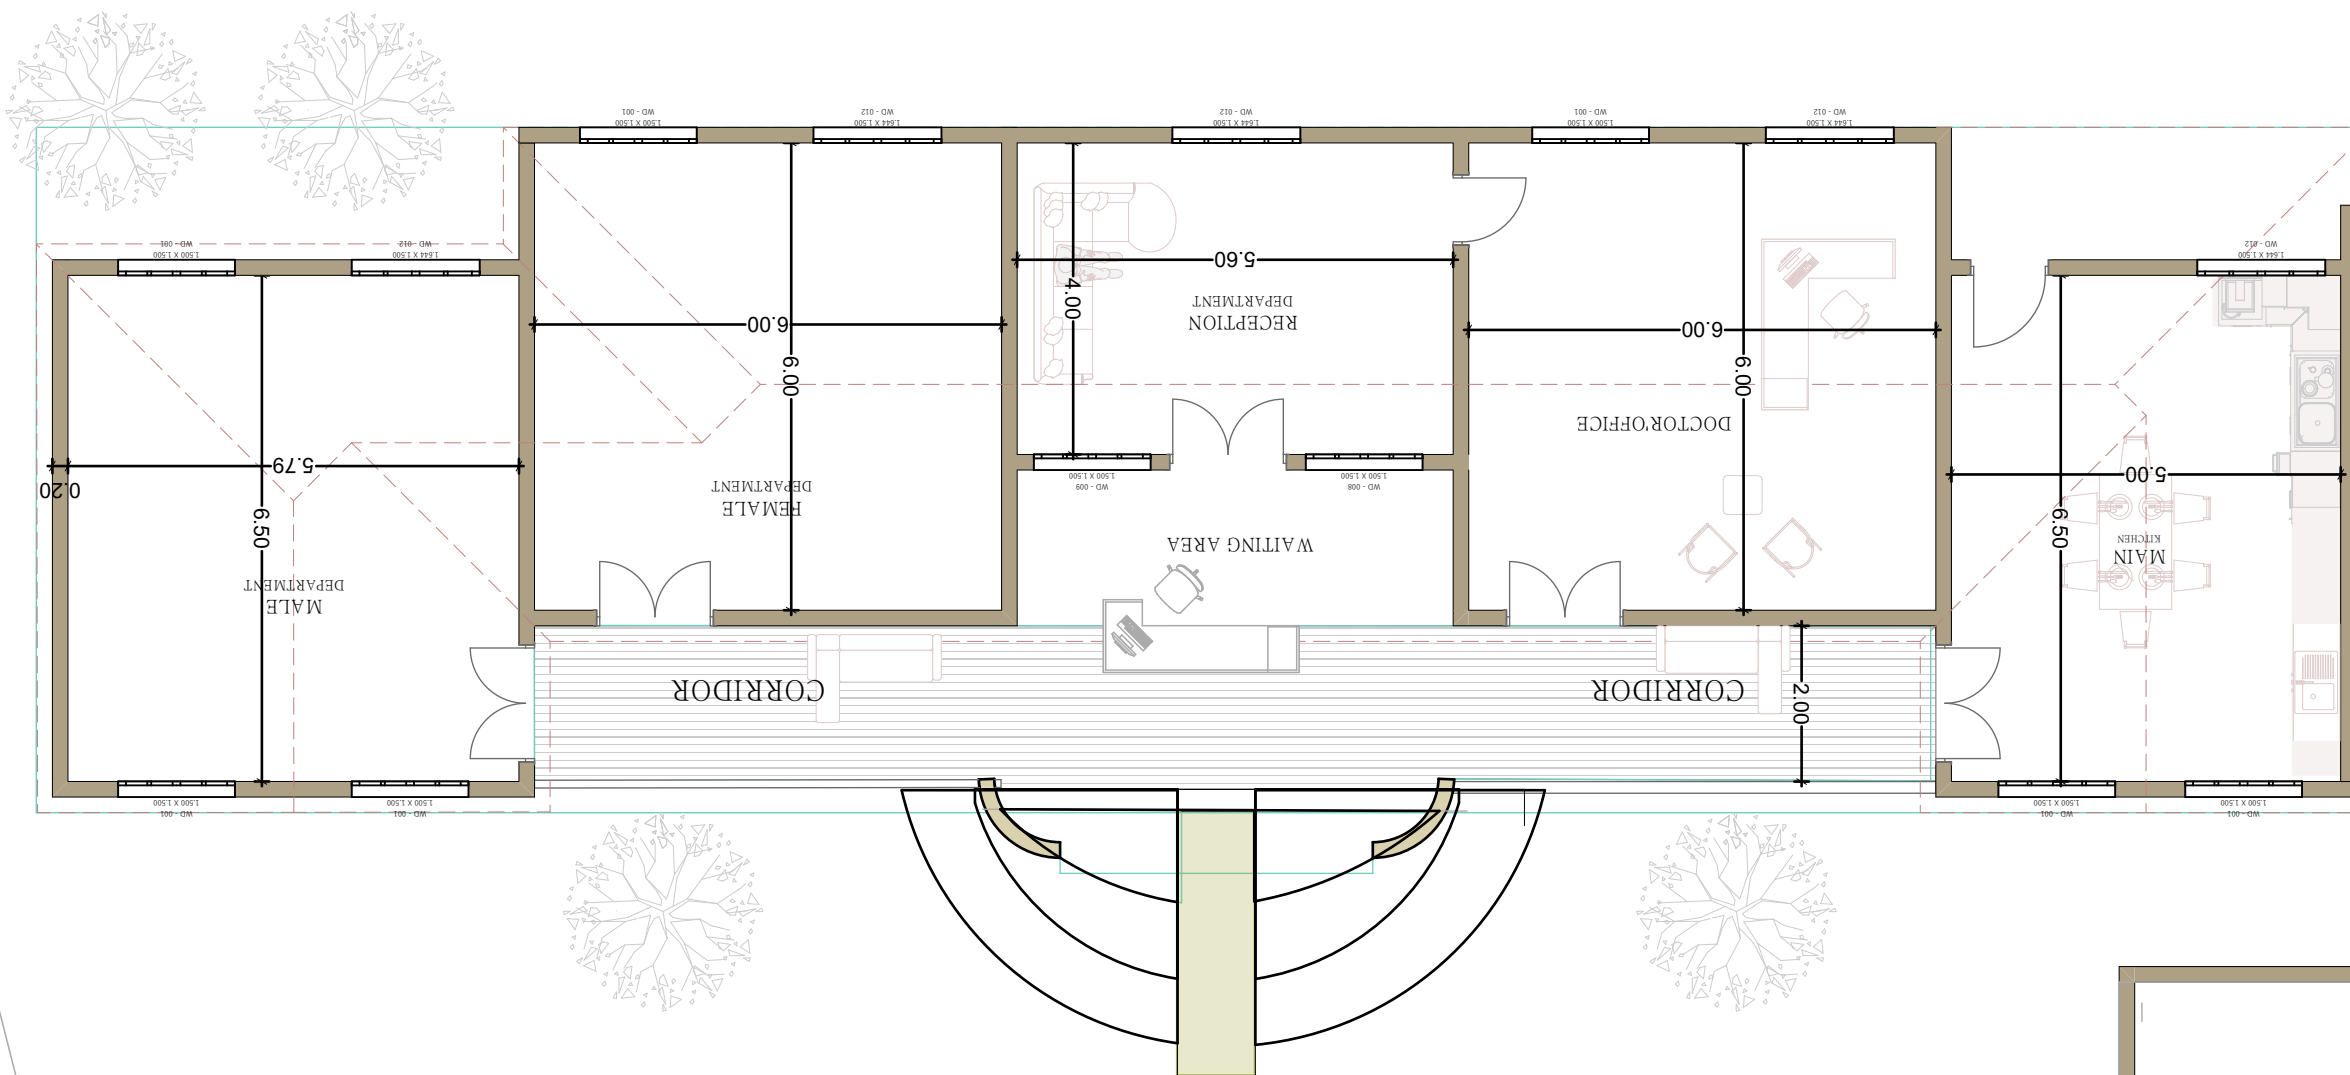 WD - 001
1.500 X 1.500
WD - 012
1.644 X 1.500
WD - 012
1.644 X 1.500
WD - 001
1.500 X 1.500
WD - 012
1.644 X 1.500
WD - 001
1.500 X 1.500
WD - 012
1.644 X 1.500
WD - 012
1.644 X 1.500
5.79
0.20
6.50
MALE
DEPARTMENT
6.00
6.00
FEMALE
DEPARTMENT
5.60
4.00
RECEPTION
DEPARTMENT
WD - 009
1.500 X 1.500
WD - 008
1.500 X 1.500
WAITING AREA
6.00
6.00
DOCTOR'OFFICE
5.00
6.50
MAIN
KITCHEN
CORRIDOR
CORRIDOR
2.00
WD - 001
1.500 X 1.500
WD - 001
1.500 X 1.500
WD - 001
1.500 X 1.500
WD - 001
1.500 X 1.500